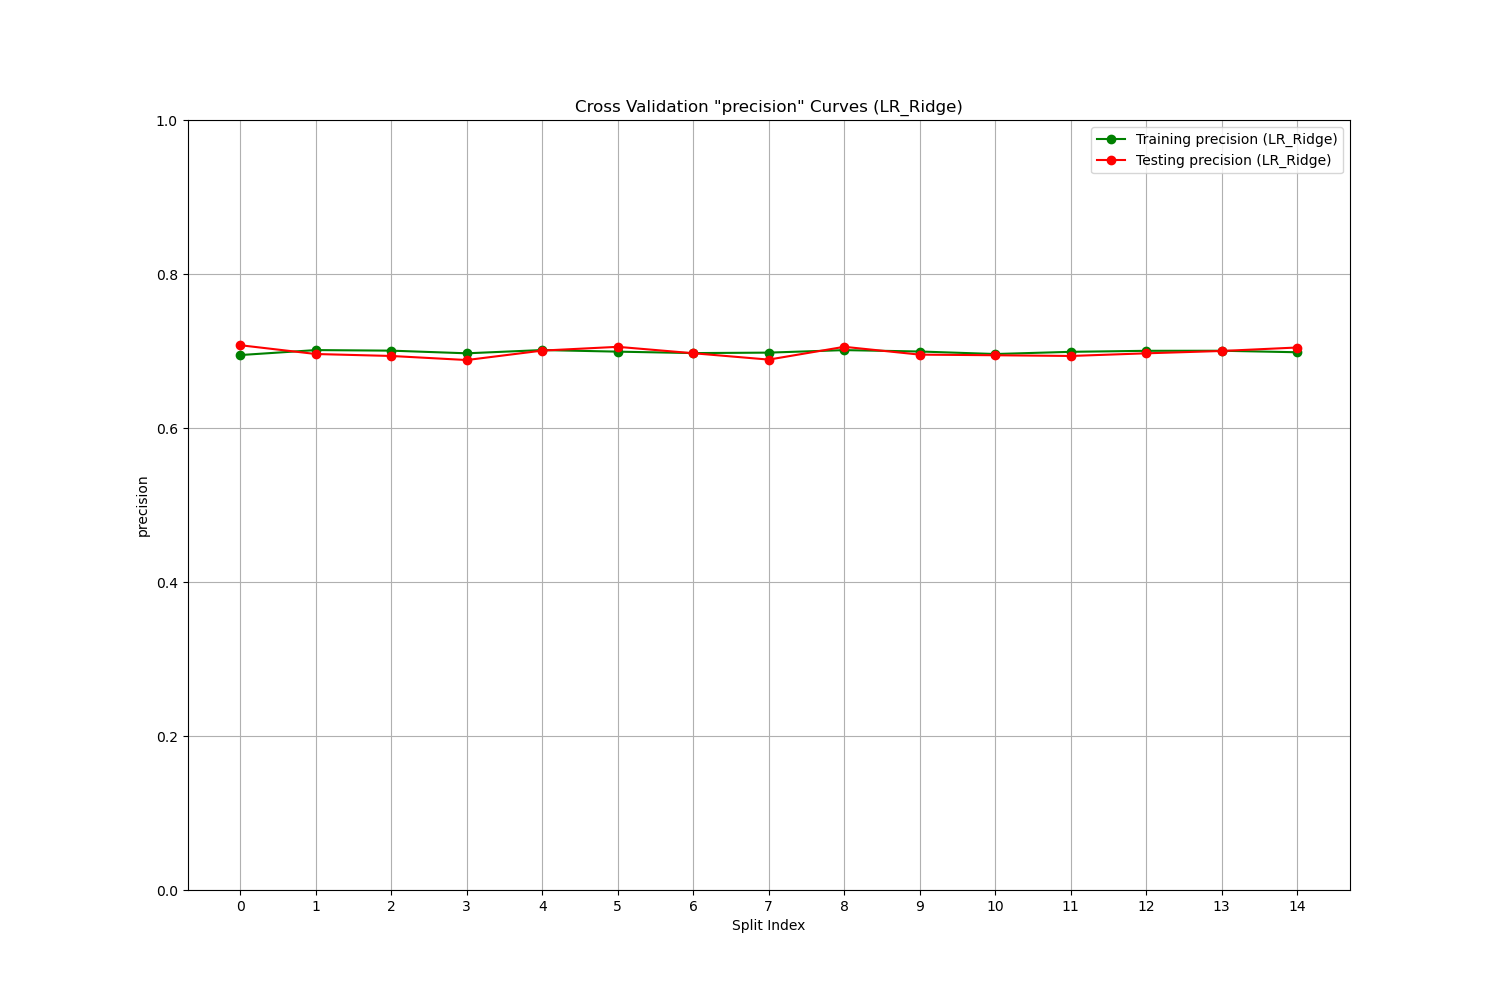 Cross Validation "precision" Curves (LR_Ridge)
Training precision (LR_Ridge)
Testing precision (LR_Ridge)
1.0
0.8
0.6
0.4
0.2
0.0
precision
0 1 2 3 4 5 6 7 8 9 10 11 12 13 14
Split Index